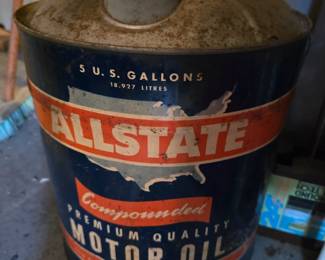 5 U.S. GALLONS
18.927 LITRES
ALLSTATE
Compounded
PREMIUM QUALITY
MOTOR OIL